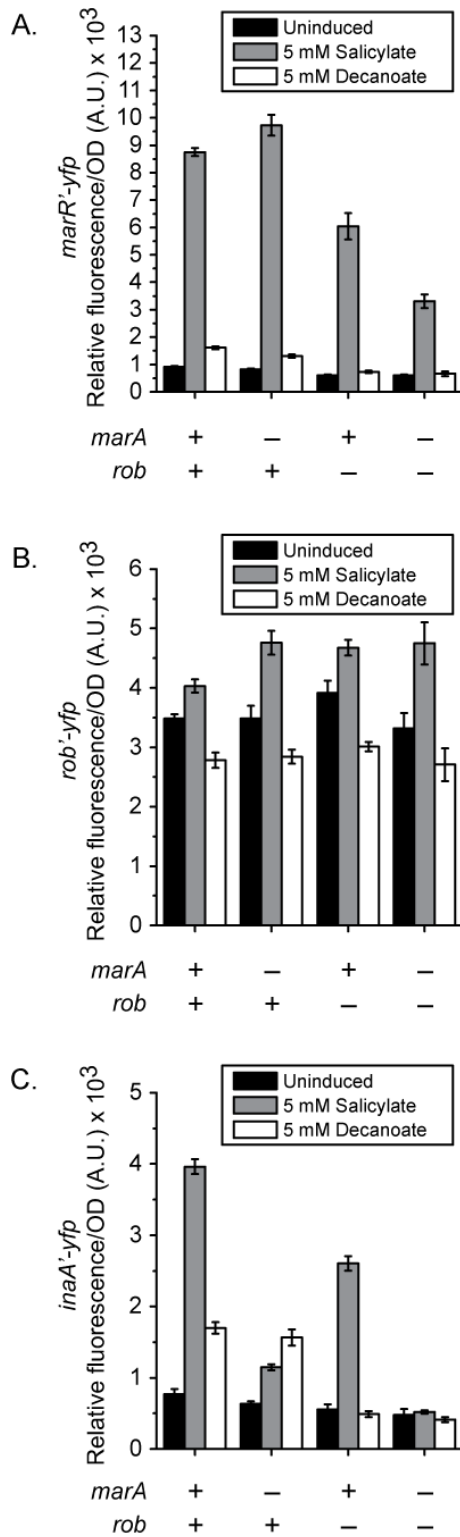 A.
Uninduced
5 mM Salicylate
5 mM Decanoate
marR'-yfp
Relative fluorescence/OD (A.U.) x 10³
13
12
11
10
9
8
7
6
5
4
3
2
1
0
marA + – + –
rob + + – –
B.
Uninduced
5 mM Salicylate
5 mM Decanoate
rob'-yfp
Relative fluorescence/OD (A.U.) x 10³
6
5
4
3
2
1
0
marA + – + –
rob + + – –
C.
Uninduced
5 mM Salicylate
5 mM Decanoate
inaA'-yfp
Relative fluorescence/OD (A.U.) x 10³
5
4
3
2
1
0
marA + – + –
rob + + – –